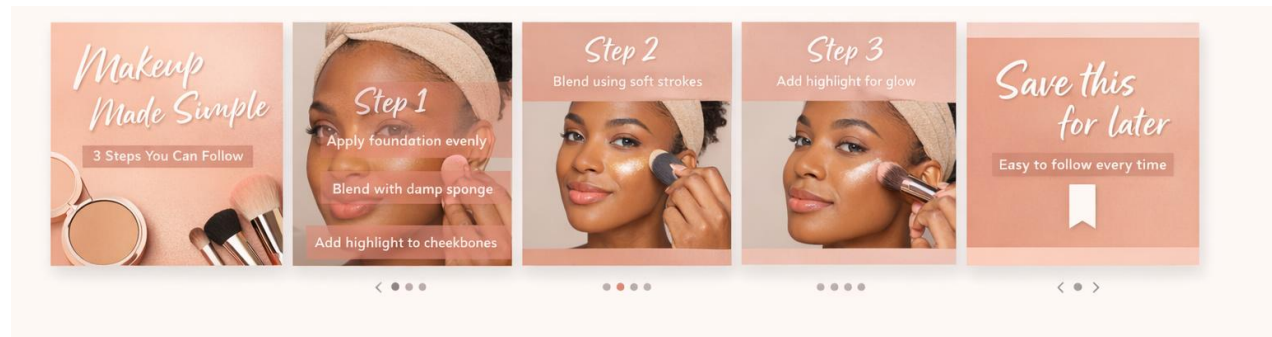 Makeup
Made Simple
3 Steps You Can Follow
Step 1
Apply foundation evenly
Blend with damp sponge
Add highlight to cheekbones
Step 2
Blend using soft strokes
Step 3
Add highlight for glow
Save this
for later
Easy to follow every time